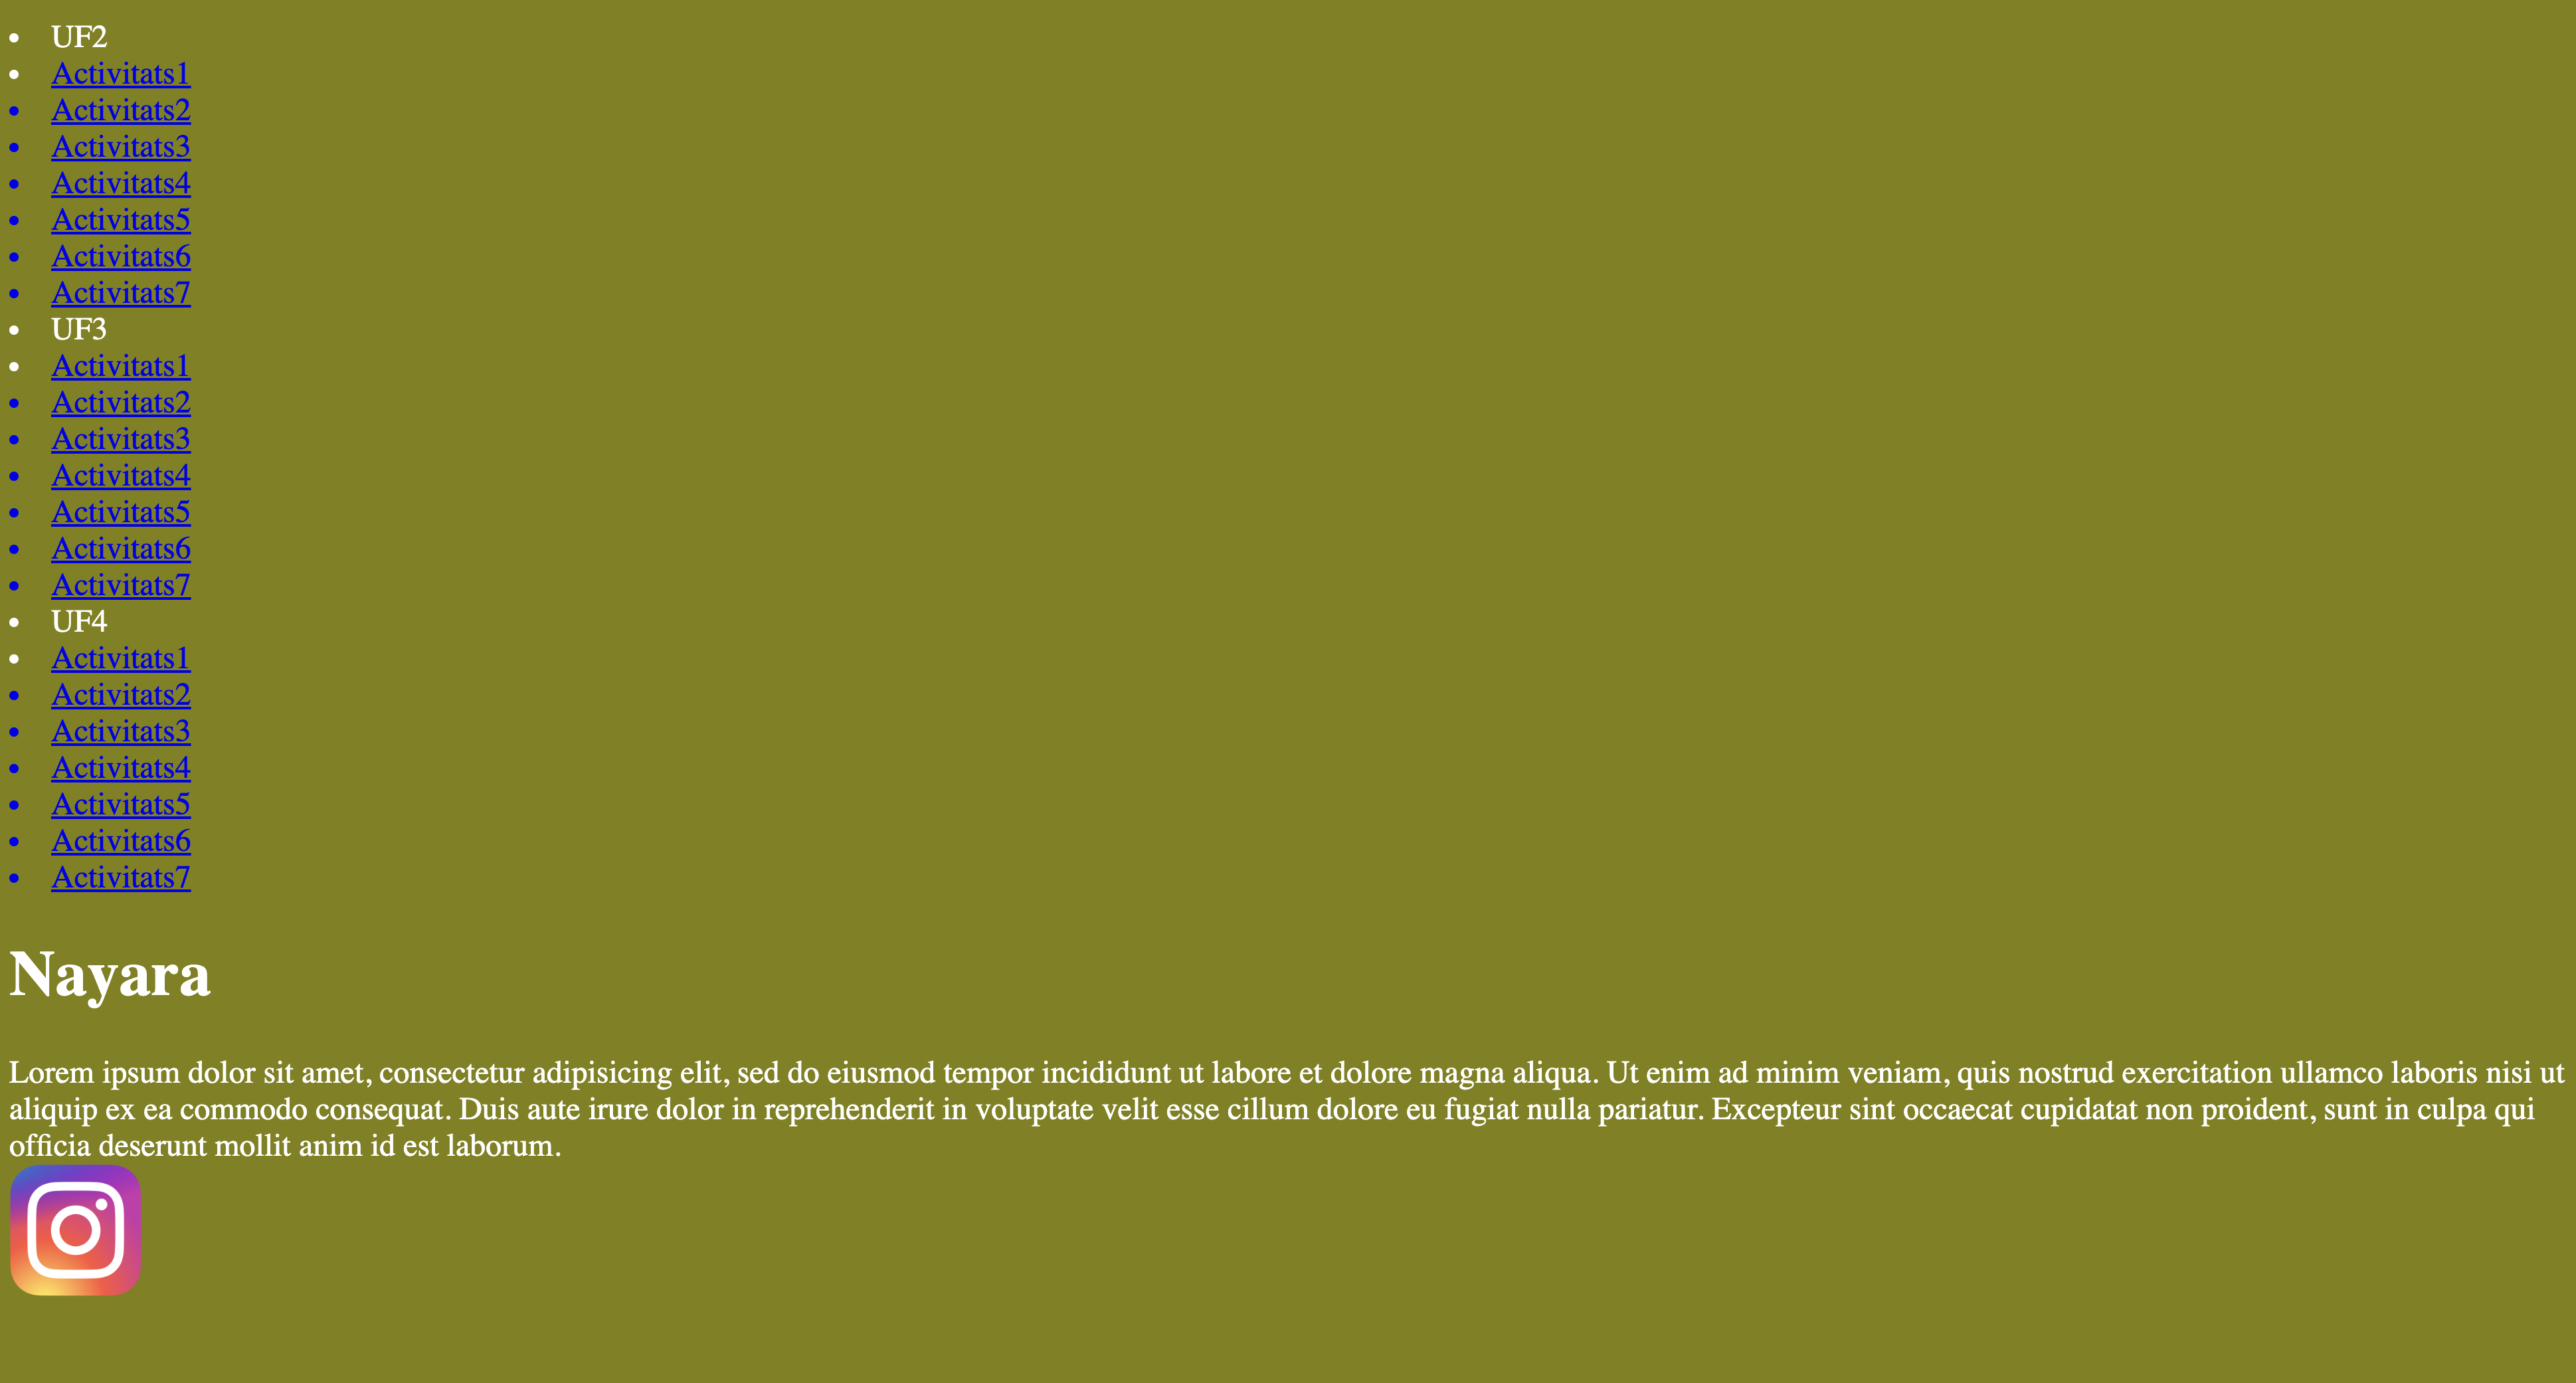 UF2
Activitats1
Activitats2
Activitats3
Activitats4
Activitats5
Activitats6
Activitats7
UF3
Activitats1
Activitats2
Activitats3
Activitats4
Activitats5
Activitats6
Activitats7
UF4
Activitats1
Activitats2
Activitats3
Activitats4
Activitats5
Activitats6
Activitats7
Nayara
Lorem ipsum dolor sit amet, consectetur adipisicing elit, sed do eiusmod tempor incididunt ut labore et dolore magna aliqua. Ut enim ad minim veniam, quis nostrud exercitation ullamco laboris nisi ut
aliquip ex ea commodo consequat. Duis aute irure dolor in reprehenderit in voluptate velit esse cillum dolore eu fugiat nulla pariatur. Excepteur sint occaecat cupidatat non proident, sunt in culpa qui
officia deserunt mollit anim id est laborum.